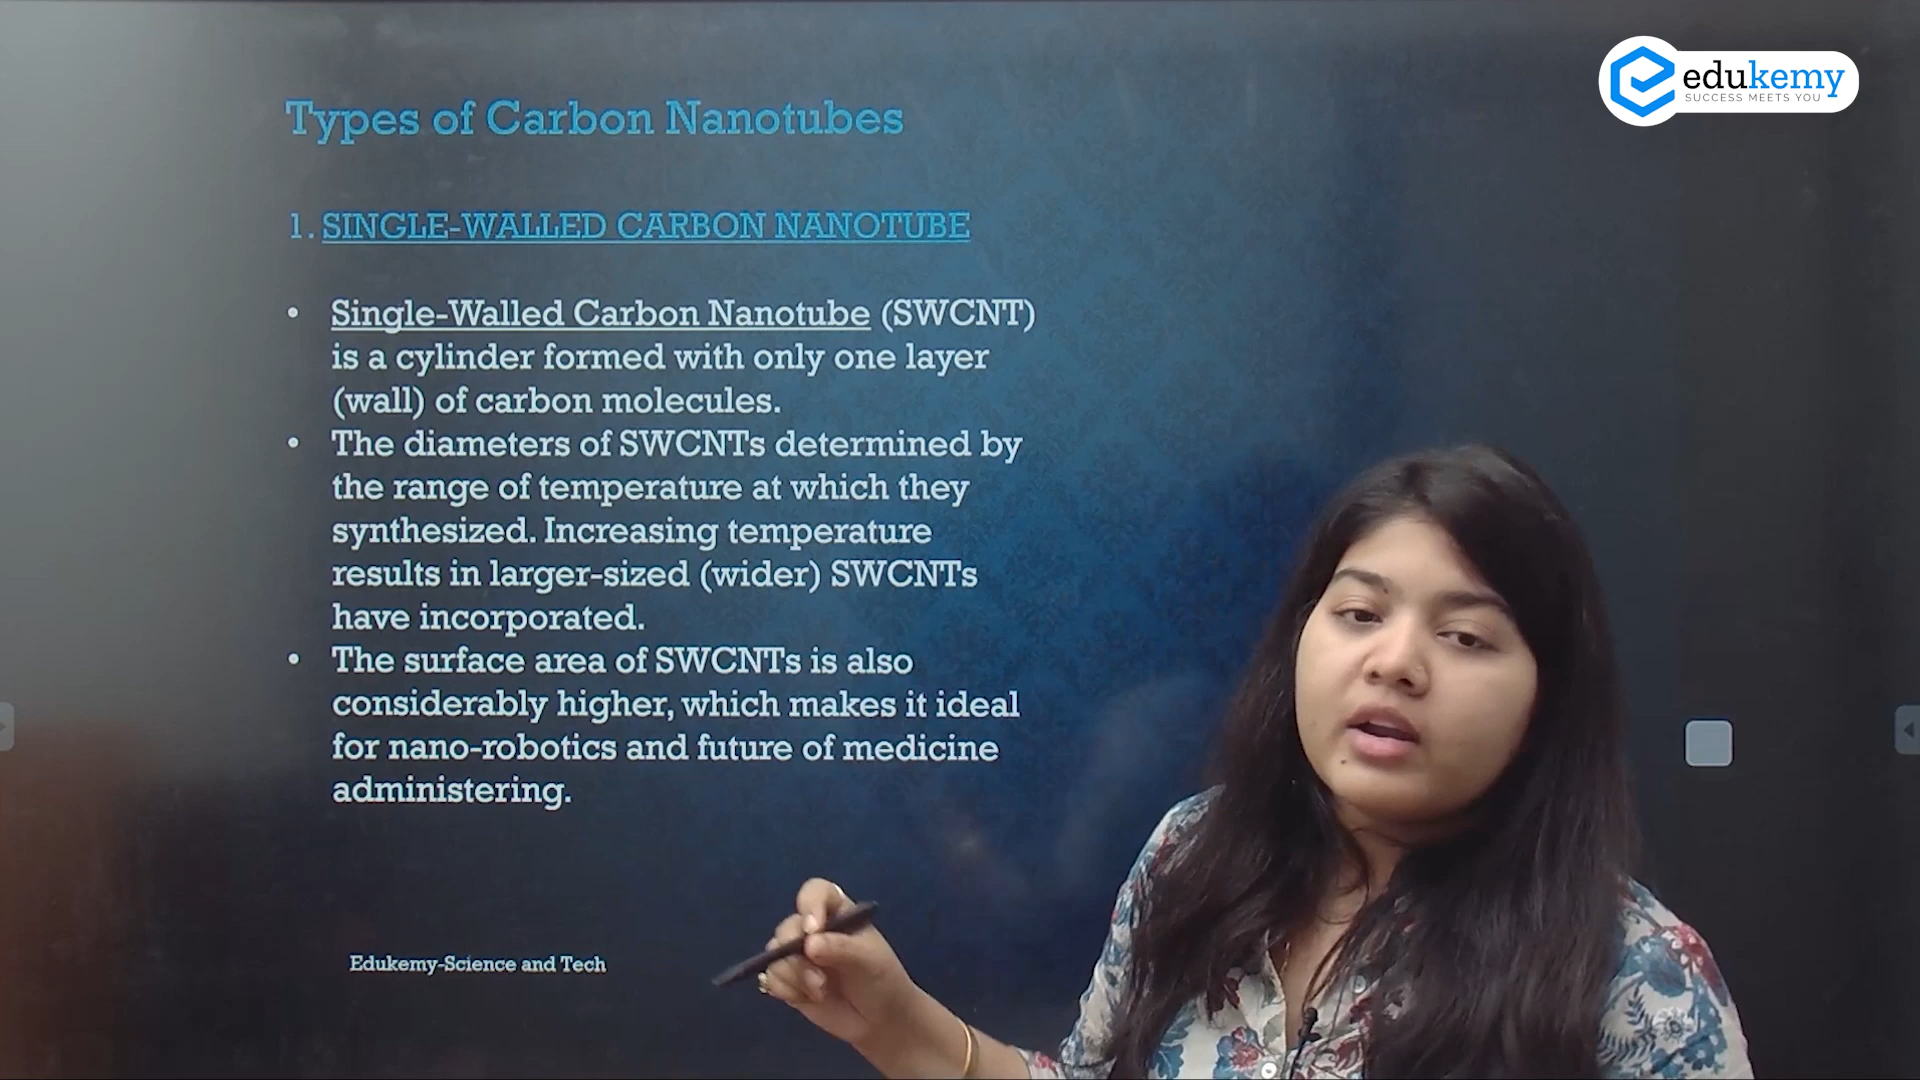 edukemy
SUCCESS MEETS YOU
Types of Carbon Nanotubes
1. SINGLE-WALLED CARBON NANOTUBE
• Single-Walled Carbon Nanotube (SWCNT)
is a cylinder formed with only one layer
(wall) of carbon molecules.
• The diameters of SWCNTs determined by
the range of temperature at which they
synthesized. Increasing temperature
results in larger-sized (wider) SWCNTs
have incorporated.
• The surface area of SWCNTs is also
considerably higher, which makes it ideal
for nano-robotics and future of medicine
administering.
Edukemy-Science and Tech